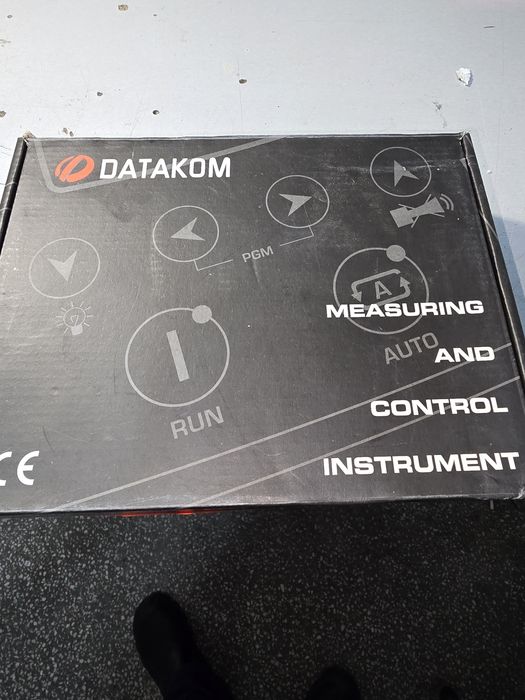 DATAKOM
PGM
A
MEASURING
AUTO
AND
RUN
CONTROL
CE
INSTRUMENT